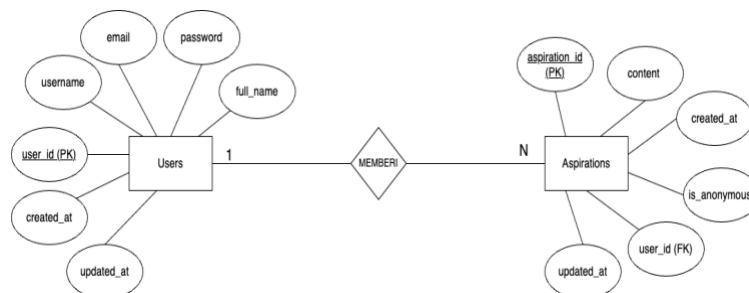 email
password
username
full_name
user_id (PK)
Users
1
created_at
updated_at
MEMBERI
N
aspiration_id
(PK)
content
created_at
Aspirations
is_anonymous
user_id (FK)
updated_at